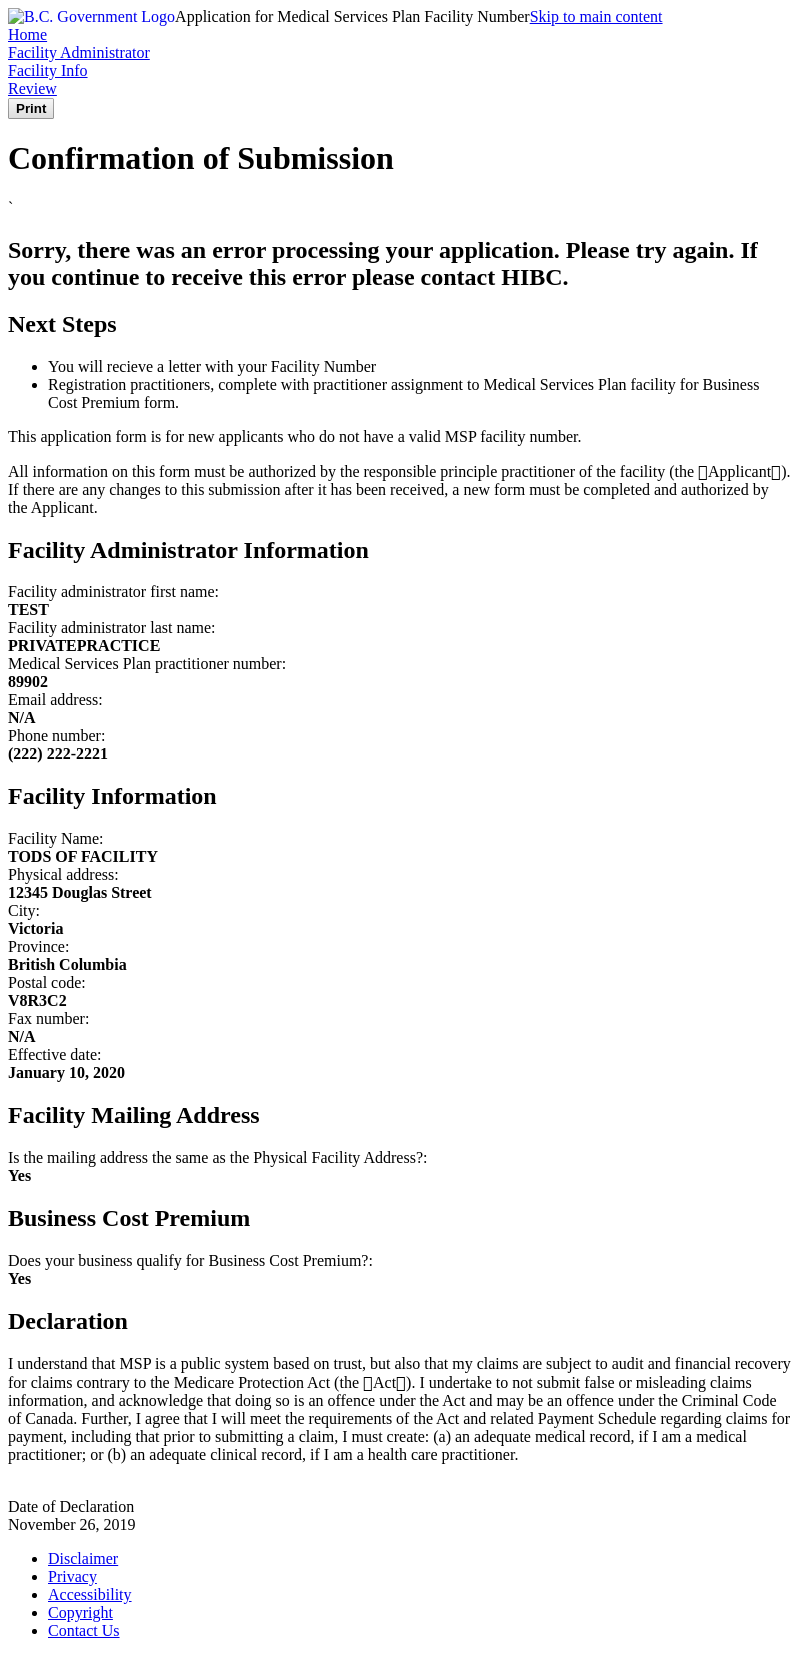 B.C. Government LogoApplication for Medical Services Plan Facility NumberSkip to main content
Home
Facility Administrator
Facility Info
Review
Print
Confirmation of Submission
`
Sorry, there was an error processing your application. Please try again. If
you continue to receive this error please contact HIBC.
Next Steps
• You will recieve a letter with your Facility Number
• Registration practitioners, complete with practitioner assignment to Medical Services Plan facility for Business
Cost Premium form.
This application form is for new applicants who do not have a valid MSP facility number.
All information on this form must be authorized by the responsible principle practitioner of the facility (the ▯Applicant▯).
If there are any changes to this submission after it has been received, a new form must be completed and authorized by
the Applicant.
Facility Administrator Information
Facility administrator first name:
TEST
Facility administrator last name:
PRIVATEPRACTICE
Medical Services Plan practitioner number:
89902
Email address:
N/A
Phone number:
(222) 222-2221
Facility Information
Facility Name:
TODS OF FACILITY
Physical address:
12345 Douglas Street
City:
Victoria
Province:
British Columbia
Postal code:
V8R3C2
Fax number:
N/A
Effective date:
January 10, 2020
Facility Mailing Address
Is the mailing address the same as the Physical Facility Address?:
Yes
Business Cost Premium
Does your business qualify for Business Cost Premium?:
Yes
Declaration
I understand that MSP is a public system based on trust, but also that my claims are subject to audit and financial recovery
for claims contrary to the Medicare Protection Act (the ▯Act▯). I undertake to not submit false or misleading claims
information, and acknowledge that doing so is an offence under the Act and may be an offence under the Criminal Code
of Canada. Further, I agree that I will meet the requirements of the Act and related Payment Schedule regarding claims for
payment, including that prior to submitting a claim, I must create: (a) an adequate medical record, if I am a medical
practitioner; or (b) an adequate clinical record, if I am a health care practitioner.
Date of Declaration
November 26, 2019
• Disclaimer
• Privacy
• Accessibility
• Copyright
• Contact Us